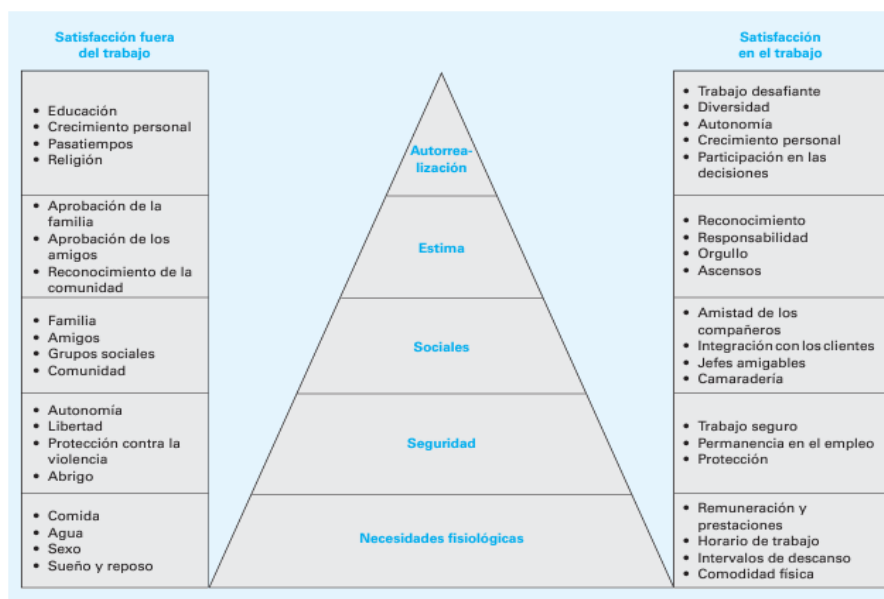 Satisfacción fuera
del trabajo
• Educación
• Crecimiento personal
• Pasatiempos
• Religión
• Aprobación de la
familia
• Aprobación de los
amigos
• Reconocimiento de la
comunidad
• Familia
• Amigos
• Grupos sociales
• Comunidad
• Autonomía
• Libertad
• Protección contra la
violencia
• Abrigo
• Comida
• Agua
• Sexo
• Sueño y reposo
Autorrea-
lización
Estima
Sociales
Seguridad
Necesidades fisiológicas
Satisfacción
en el trabajo
• Trabajo desafiante
• Diversidad
• Autonomía
• Crecimiento personal
• Participación en las
decisiones
• Reconocimiento
• Responsabilidad
• Orgullo
• Ascensos
• Amistad de los
compañeros
• Integración con los clientes
• Jefes amigables
• Camaradería
• Trabajo seguro
• Permanencia en el empleo
• Protección
• Remuneración y
prestaciones
• Horario de trabajo
• Intervalos de descanso
• Comodidad física